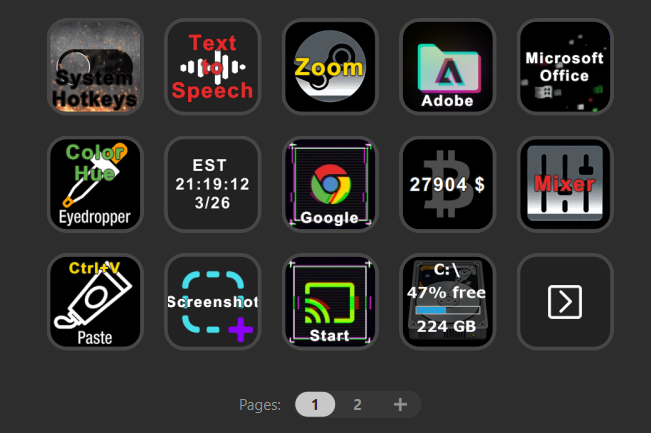 System
Hotkeys
Text
to
Speech
Zoom
Adobe
Microsoft
Office
Color
Hue
Eyedropper
EST
21:19:12
3/26
Google
27904 $
Mixer
Ctrl+V
Paste
Screenshot
Start
C:\
47% free
224 GB
Pages: 1 2 +